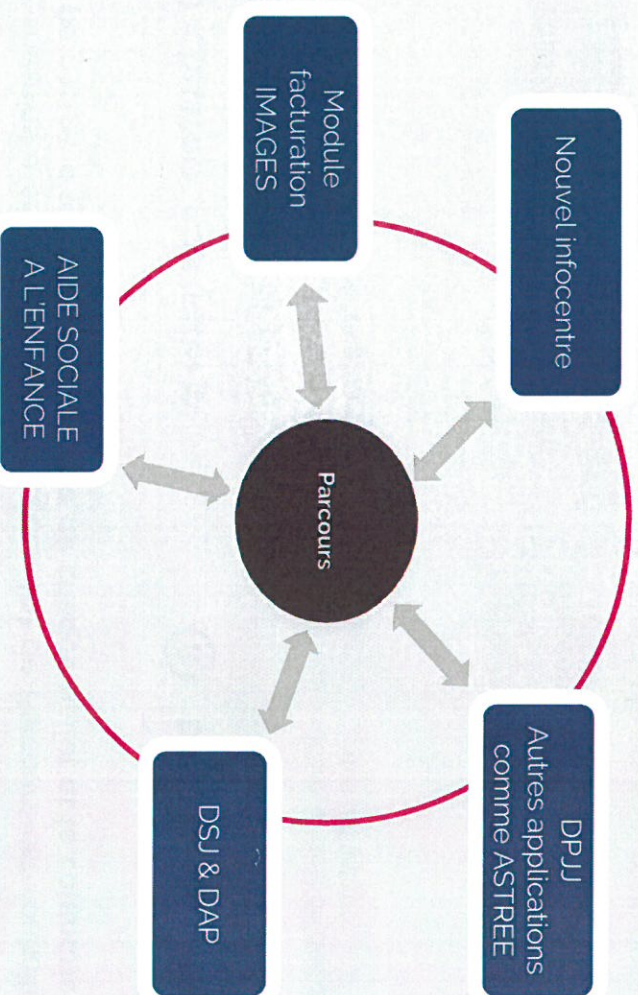 Nouvel infocentre
DPJJ
Autres applications
comme ASTREE
Module
facturation
IMAGES
Parcours
DSJ & DAP
AIDE SOCIALE
A L'ENFANCE